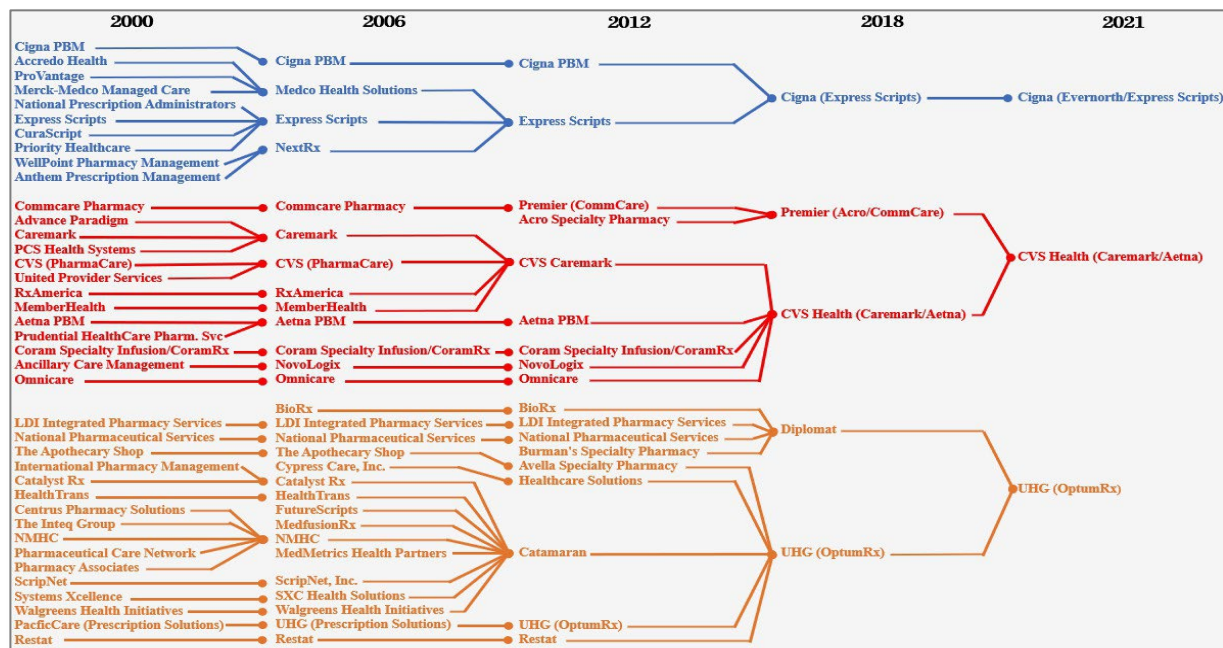 2000 2006 2012 2018 2021
Cigna PBM
Accredo Health Cigna PBM Cigna PBM
ProVantage
Merck-Medco Managed Care Medco Health Solutions Cigna (Express Scripts) Cigna (Evernorth/Express Scripts)
National Prescription Administrators
Express Scripts Express Scripts Express Scripts
CuraScript
Priority Healthcare NextRx
WellPoint Pharmacy Management
Anthem Prescription Management
Commcare Pharmacy Commcare Pharmacy Premier (CommCare) Premier (Acro/CommCare)
Advance Paradigm Acro Specialty Pharmacy
Caremark Caremark
PCS Health Systems CVS Health (Caremark/Aetna)
CVS (PharmaCare) CVS (PharmaCare) CVS Caremark
United Provider Services
RxAmerica RxAmerica
MemberHealth MemberHealth CVS Health (Caremark/Aetna)
Aetna PBM Aetna PBM Aetna PBM
Prudential HealthCare Pharm. Svc
Coram Specialty Infusion/CoramRx Coram Specialty Infusion/CoramRx Coram Specialty Infusion/CoramRx
Ancillary Care Management NovoLogix NovoLogix
Omnicare Omnicare Omnicare
BioRx BioRx
LDI Integrated Pharmacy Services LDI Integrated Pharmacy Services LDI Integrated Pharmacy Services Diplomat
National Pharmaceutical Services National Pharmaceutical Services National Pharmaceutical Services
The Apothecary Shop The Apothecary Shop Burman's Specialty Pharmacy
International Pharmacy Management Cypress Care, Inc. Avella Specialty Pharmacy
Catalyst Rx Catalyst Rx Healthcare Solutions UHG (OptumRx)
HealthTrans HealthTrans
Centrus Pharmacy Solutions FutureScripts
The Inteq Group MedfusionRx
NMHC NMHC
Pharmaceutical Care Network MedMetrics Health Partners Catamaran UHG (OptumRx)
Pharmacy Associates
ScripNet ScripNet, Inc.
Systems Xcellence SXC Health Solutions
Walgreens Health Initiatives Walgreens Health Initiatives
PacficCare (Prescription Solutions) UHG (Prescription Solutions) UHG (OptumRx)
Restat Restat Restat